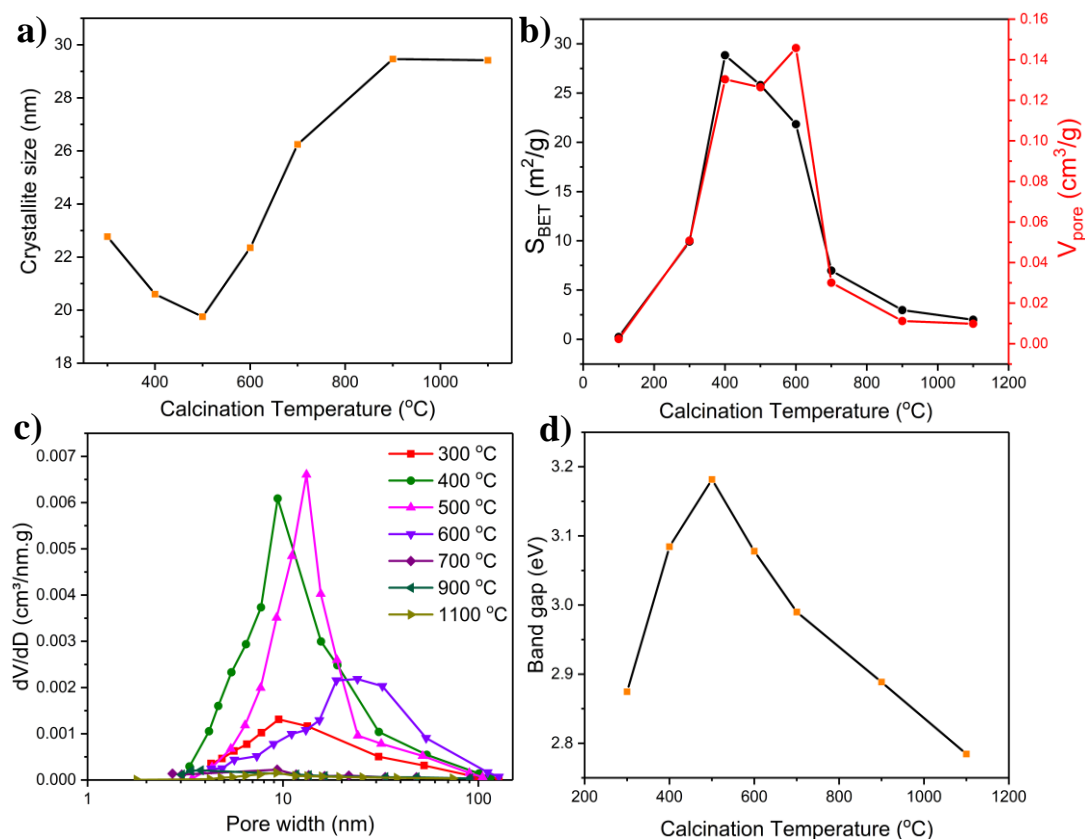 a)
30
28
26
24
22
20
18
400
600
800
1000
Crystallite size (nm)
Calcination Temperature (°C)
b)
30
25
20
15
10
5
0
0
200
400
600
800
1000
1200
0.16
0.14
0.12
0.10
0.08
0.06
0.04
0.02
0.00
S_BET (m²/g)
V_pore (cm³/g)
Calcination Temperature (°C)
c)
0.007
0.006
0.005
0.004
0.003
0.002
0.001
0.000
1
10
100
dV/dD (cm³/nm.g)
Pore width (nm)
300 °C
400 °C
500 °C
600 °C
700 °C
900 °C
1100 °C
d)
3.2
3.1
3.0
2.9
2.8
200
400
600
800
1000
1200
Band gap (eV)
Calcination Temperature (°C)